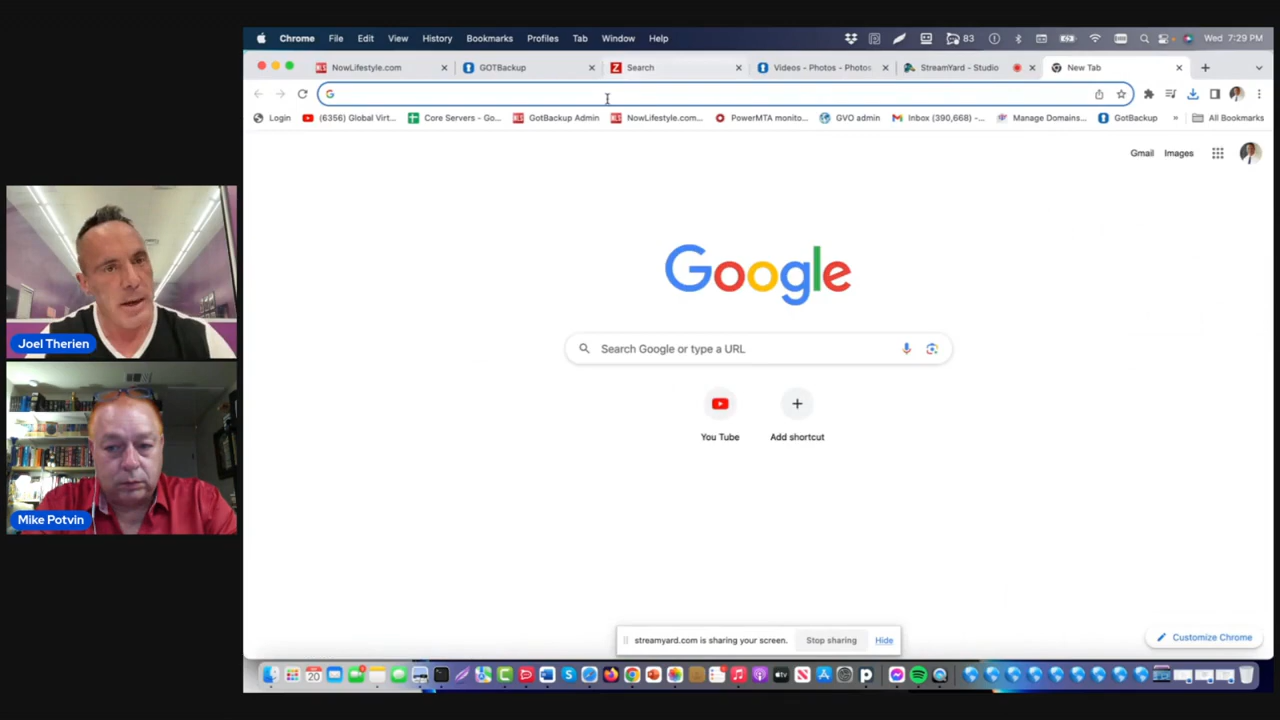 Chrome File Edit View History Bookmarks Profiles Tab Window Help 83 Wed 7:29 PM
NowLifestyle.com GOTBackup Search Videos - Photos - Photos StreamYard - Studio New Tab
Login (6356) Global Virt... Core Servers - Go... GotBackup Admin NowLifestyle.com... PowerMTA monito... GVO admin Inbox (390,668) -... Manage Domains... GotBackup » All Bookmarks
Gmail Images
Google
Search Google or type a URL
You Tube Add shortcut
Joel Therien
Mike Potvin
streamyard.com is sharing your screen. Stop sharing Hide
Customize Chrome